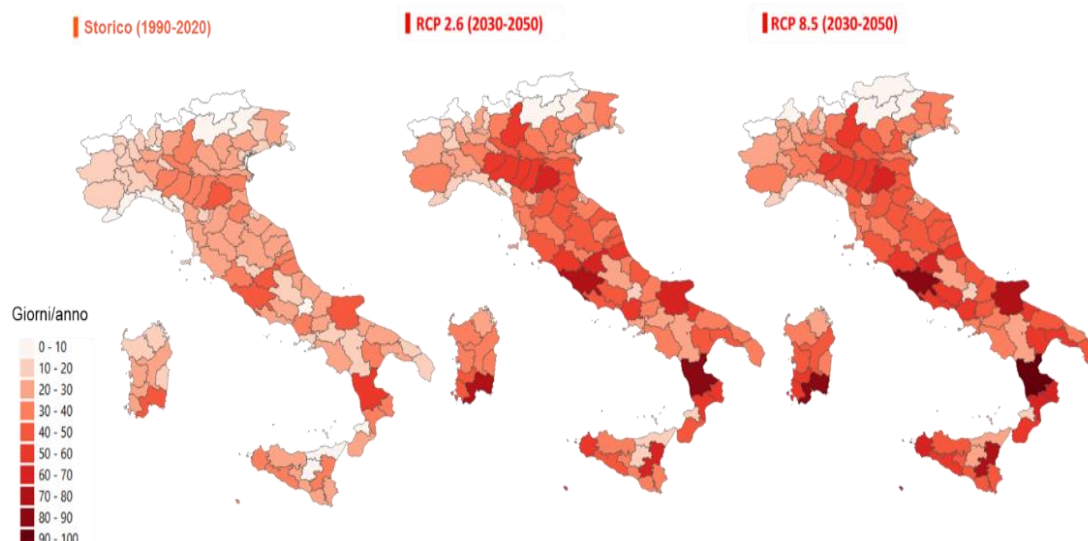 Storico (1990-2020)
RCP 2.6 (2030-2050)
RCP 8.5 (2030-2050)
Giorni/anno
0 - 10
10 - 20
20 - 30
30 - 40
40 - 50
50 - 60
60 - 70
70 - 80
80 - 90
90 - 100